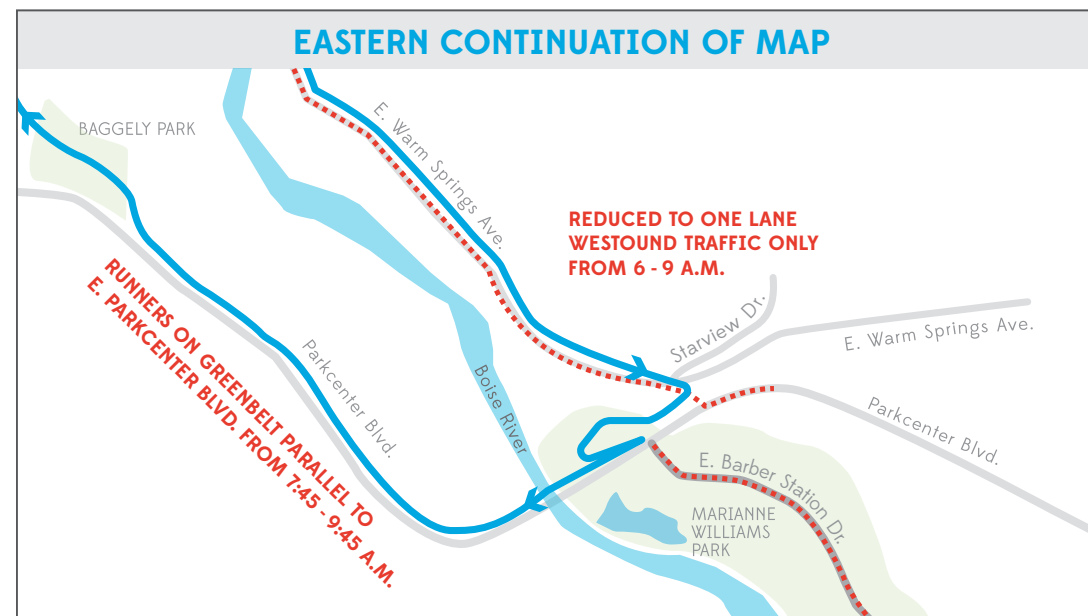 EASTERN CONTINUATION OF MAP
BAGGELY PARK
E. Warm Springs Ave.
REDUCED TO ONE LANE
WESTOUND TRAFFIC ONLY
FROM 6 - 9 A.M.
Starview Dr.
E. Warm Springs Ave.
RUNNERS ON GREENBELT PARALLEL TO
E. PARKCENTER BLVD. FROM 7:45 - 9:45 A.M.
Parkcenter Blvd.
Boise River
Parkcenter Blvd.
E. Barber Station Dr.
MARIANNE
WILLIAMS
PARK